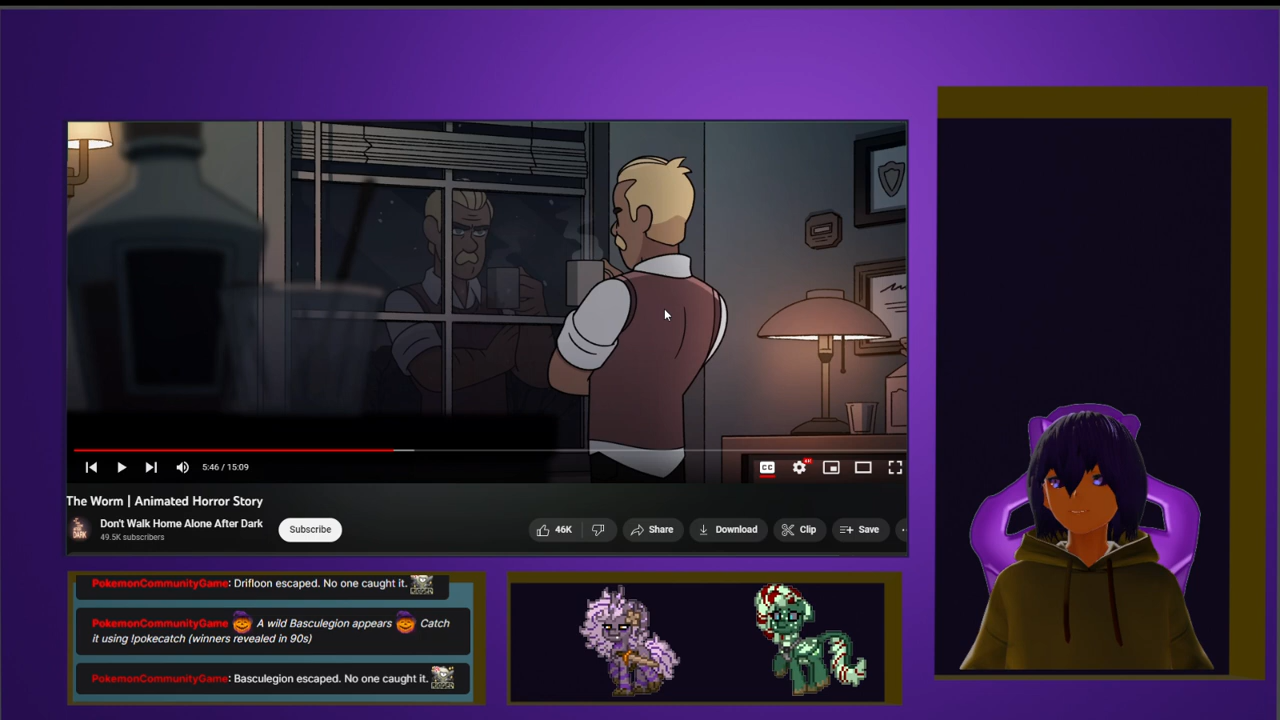 CC
5:46 / 15:09
The Worm | Animated Horror Story
Don't Walk Home Alone After Dark
49.5K subscribers
Subscribe
46K
Share
Download
Clip
Save
PokemonCommunityGame: Drifloon escaped. No one caught it.
PokemonCommunityGame: A wild Basculegion appears Catch
it using !pokecatch (winners revealed in 90s)
PokemonCommunityGame: Basculegion escaped. No one caught it.